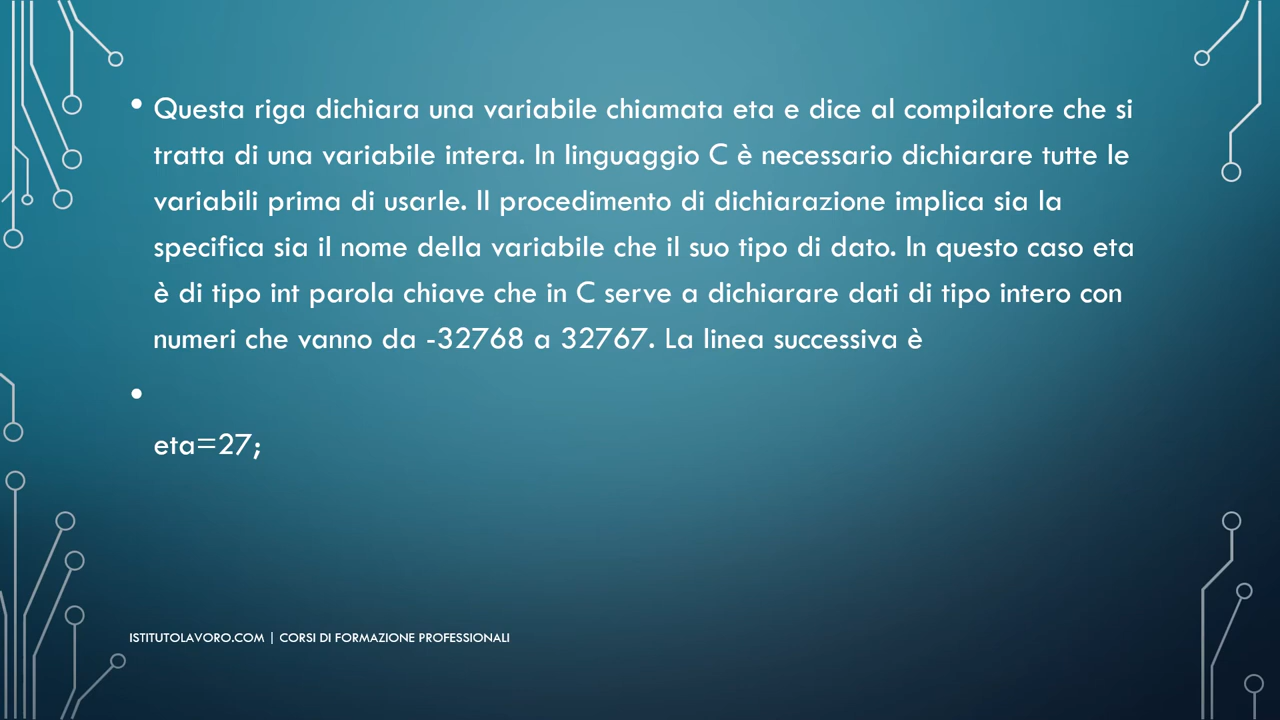 • Questa riga dichiara una variabile chiamata eta e dice al compilatore che si
tratta di una variabile intera. In linguaggio C è necessario dichiarare tutte le
variabili prima di usarle. Il procedimento di dichiarazione implica sia la
specifica sia il nome della variabile che il suo tipo di dato. In questo caso eta
è di tipo int parola chiave che in C serve a dichiarare dati di tipo intero con
numeri che vanno da -32768 a 32767. La linea successiva è
•
eta=27;
ISTITUTOLAVORO.COM | CORSI DI FORMAZIONE PROFESSIONALI